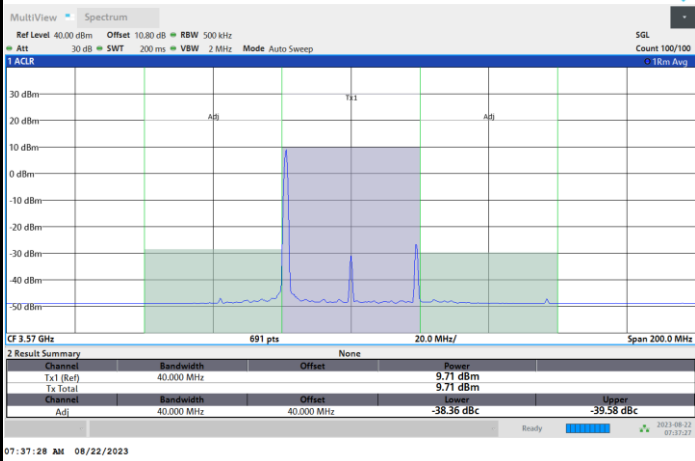 MultiView Spectrum
Ref Level 40.00 dBm Offset 10.80 dB RBW 500 kHz SGL
Att 30 dB SWT 200 ms VBW 2 MHz Mode Auto Sweep Count 100/100
1 ACLR 1Rm Avg
30 dBm
Tx1
20 dBm
Adj Adj
10 dBm
0 dBm
-10 dBm
-20 dBm
-30 dBm
-40 dBm
-50 dBm
CF 3.57 GHz 691 pts 20.0 MHz/ Span 200.0 MHz
2 Result Summary None
Channel Bandwidth Offset Power
Tx1 (Ref) 40.000 MHz 9.71 dBm
Tx Total 9.71 dBm
Channel Bandwidth Offset Lower Upper
Adj 40.000 MHz 40.000 MHz -38.36 dBc -39.58 dBc
Ready 2023-08-22
07:37:27
07:37:28 AM 08/22/2023